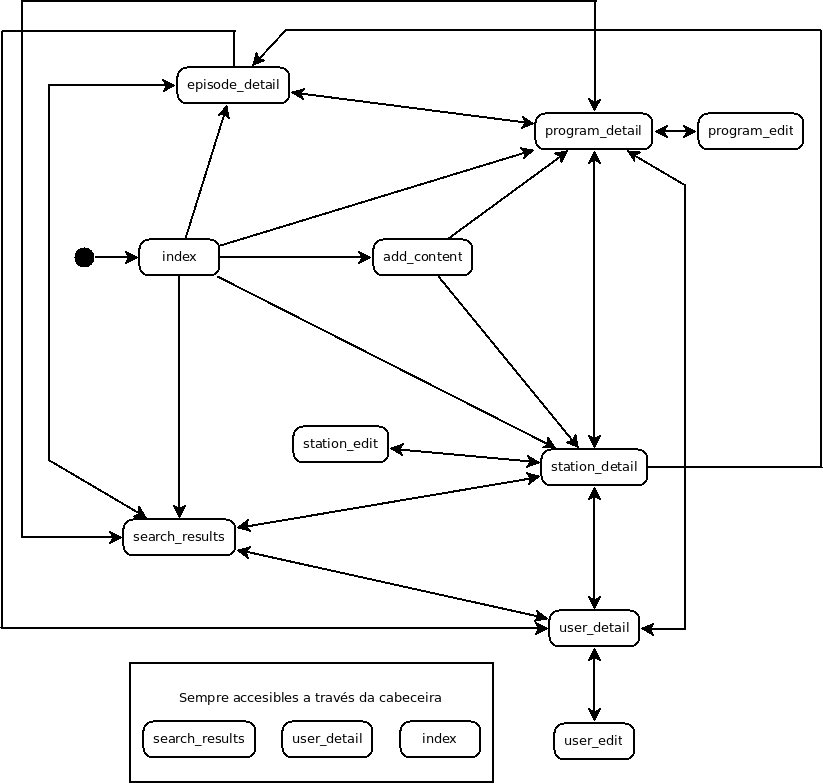 episode_detail
program_detail
program_edit
index
add_content
station_edit
station_detail
search_results
user_detail
Sempre accesibles a través da cabeceira
search_results
user_detail
index
user_edit